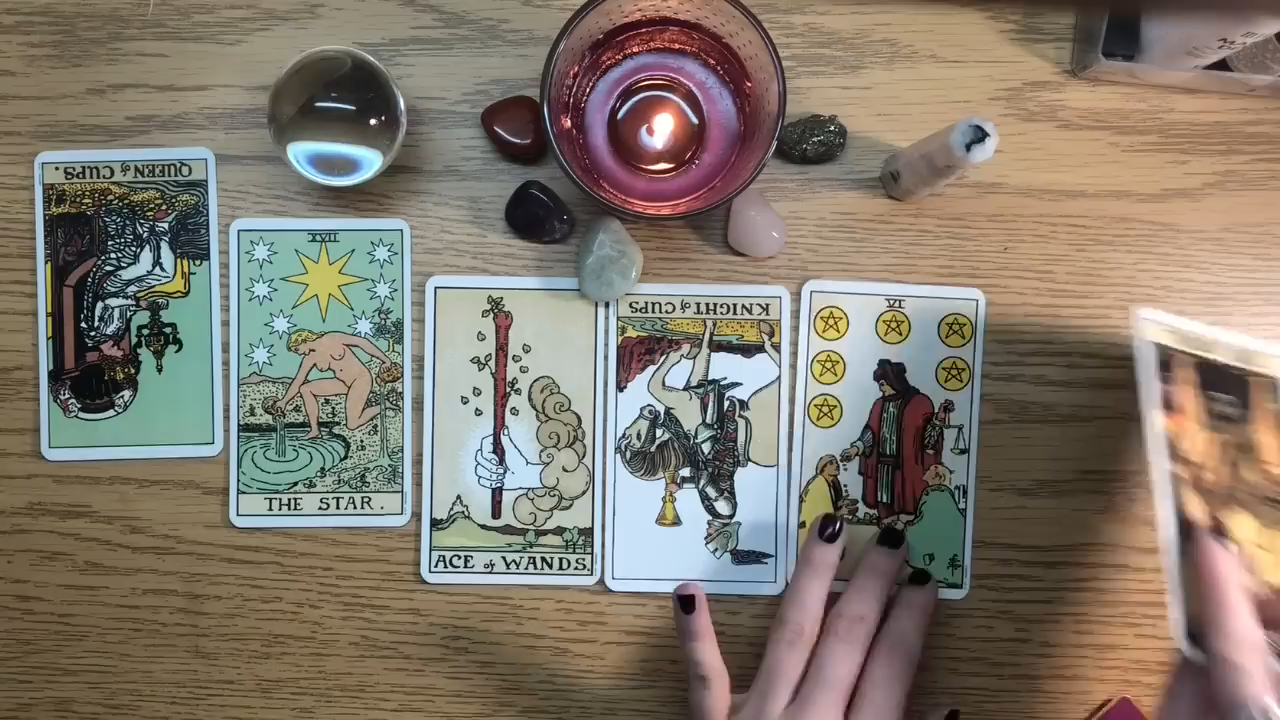 QUEEN of CUPS.
XVII
THE STAR.
ACE of WANDS.
KNIGHT of CUPS
VI